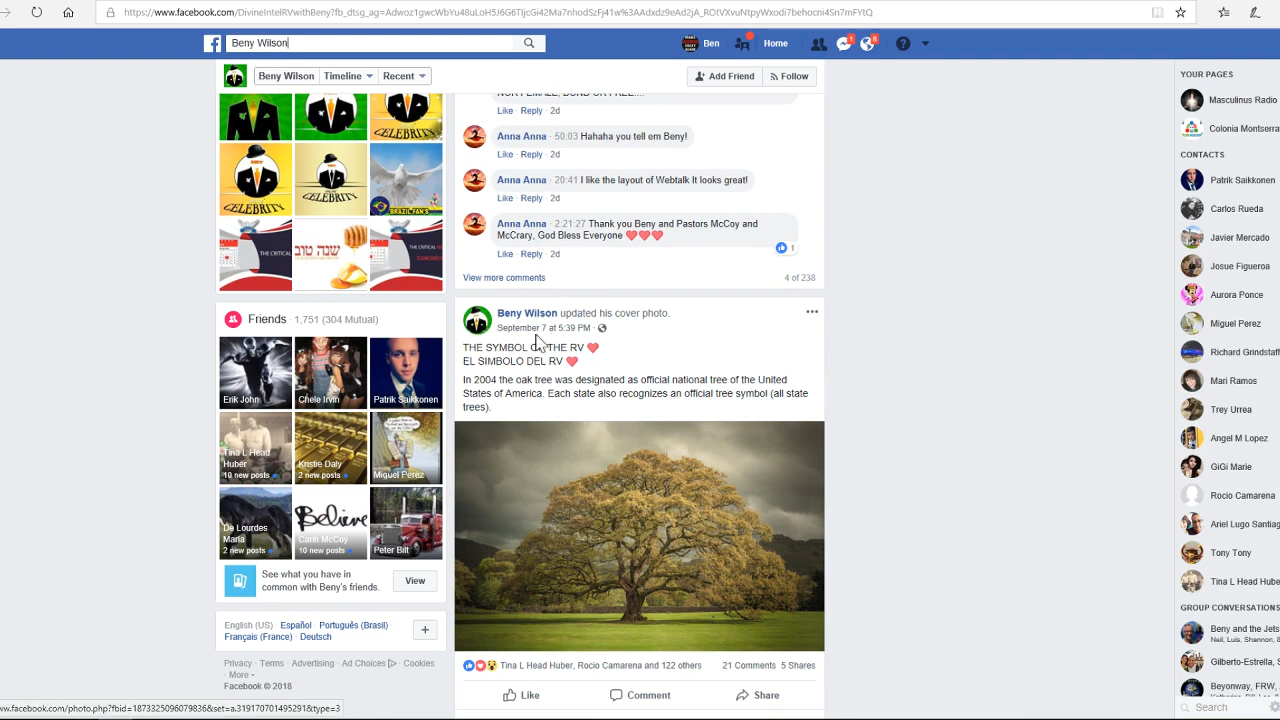 https://www.facebook.com/DivineIntelRVwithBeny?fb_dtsg_ag=Adwoz1gwcWbYu48uLoH5J6G6TIjcGi42Ma7nhodSzFj41w%3AAdxdz9eAd2jA_ROtVXvuNtpyWxodi7behocni4Sn7mFYtQ
Beny Wilson
Ben
Home
1
8
Beny Wilson
Timeline
Recent
Add Friend
Follow
Like · Reply · 2d
Anna Anna · 50:03 Hahaha you tell em Beny!
Like · Reply · 2d
Anna Anna · 20:41 I like the layout of Webtalk It looks great!
Like · Reply · 2d
Anna Anna · 2:21:27 Thank you Beny and Pastors McCoy and
McCrary, God Bless Everyone ❤❤❤
1
Like · Reply · 2d
View more comments
4 of 238
CELEBRITY
CELEBRITY
CELEBRITY
BRAZIL FAN'S
THE CRITICAL
שנה טוב
THE CRITICAL
Friends · 1,751 (304 Mutual)
Erik John
Chele Irvin
Patrik Saikkonen
Tina L Head
Huber
10 new posts
Kristie Daly
2 new posts
Miguel Perez
De Lourdes
Maria
2 new posts
Believe
Carin McCoy
10 new posts
Peter Bilt
See what you have in
common with Beny's friends.
View
English (US) · Español · Português (Brasil) ·
Français (France) · Deutsch
+
Privacy · Terms · Advertising · Ad Choices · Cookies
· More
Facebook © 2018
Beny Wilson updated his cover photo.
September 7 at 5:39 PM ·
THE SYMBOL OF THE RV ❤
EL SIMBOLO DEL RV ❤
In 2004 the oak tree was designated as official national tree of the United
States of America. Each state also recognizes an official tree symbol (all state
trees).
Tina L Head Huber, Rocio Camarena and 122 others
21 Comments 5 Shares
Like
Comment
Share
YOUR PAGES
Masculinus Radio
Colonia Montserra
CONTACTS
Patrik Saikkonen
Carlos Rueda
Javier Mercado
Josue Figueroa
Aurora Ponce
Miguel Perez
Richard Grindstaff
Mari Ramos
Trey Urrea
Angel M Lopez
GiGi Marie
Rocio Camarena
Ariel Lugo Santiag
Tony Tony
Tina L Head Hube
GROUP CONVERSATIONS
Beny and the Jets
Neil, Luis, Shannon,
Gilberto-Estrella,
Beyonway, FRW,
Search
ww.facebook.com/photo.php?fbid=1873325096079836&set=a.319170701495291&type=3